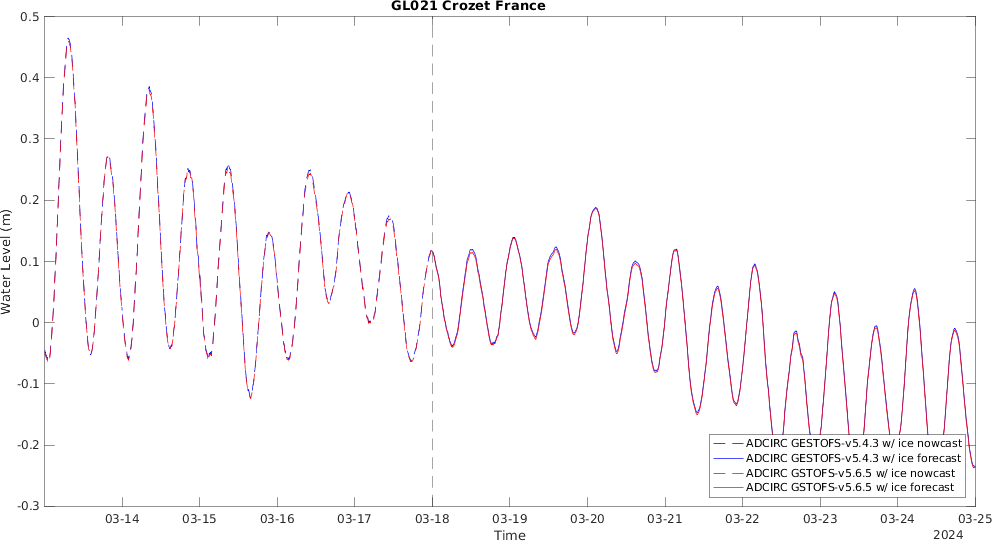 GL021 Crozet France
0.5
0.4
0.3
0.2
0.1
0
-0.1
-0.2
-0.3
Water Level (m)
ADCIRC GESTOFS-v5.4.3 w/ ice nowcast
ADCIRC GESTOFS-v5.4.3 w/ ice forecast
ADCIRC GSTOFS-v5.6.5 w/ ice nowcast
ADCIRC GSTOFS-v5.6.5 w/ ice forecast
03-14 03-15 03-16 03-17 03-18 03-19 03-20 03-21 03-22 03-23 03-24 03-25
Time
2024